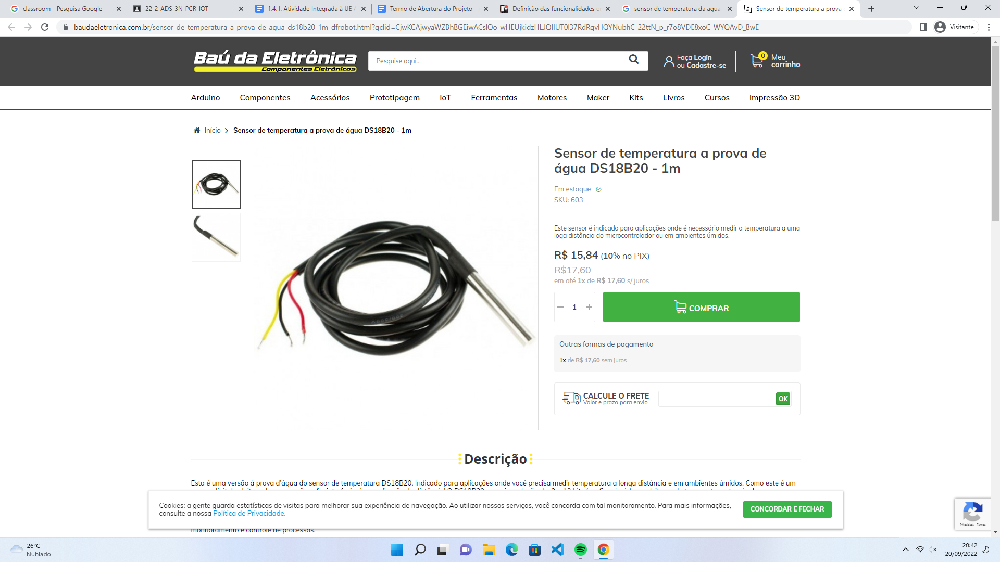 classroom - Pesquisa Google
22-2-ADS-3N-PCR-IOT
1.4.1. Atividade Integrada à UE /
Termo de Abertura do Projeto -
Definição das funcionalidades e
sensor de temperatura da agua
Sensor de temperatura a prova
baudaeletronica.com.br/sensor-de-temperatura-a-prova-de-agua-ds18b20-1m-dfrobot.html?gclid=CjwKCAjwyaWZBhBGEiwACslQo-wHEUjkidzHLJQIlUT0l37RdRqvHQYNubhC-22ttN_p_r7o8VDE8xoC-WYQAvD_BwE
Visitante
Baú da Eletrônica
Componentes Eletrônicos
Pesquise aqui...
Faça Login
ou Cadastre-se
0
Meu
carrinho
Arduino
Componentes
Acessórios
Prototipagem
IoT
Ferramentas
Motores
Maker
Kits
Livros
Cursos
Impressão 3D
Início
Sensor de temperatura a prova de água DS18B20 - 1m
Sensor de temperatura a prova de
água DS18B20 - 1m
Em estoque
SKU: 603
Este sensor é indicado para aplicações onde é necessário medir a temperatura a uma
loga distância do microcontrolador ou em ambientes úmidos.
R$ 15,84 (10% no PIX)
R$17,60
em até 1x de R$ 17,60 s/ juros
1
COMPRAR
Outras formas de pagamento
1x de R$ 17,60 sem juros
CALCULE O FRETE
Valor e prazo para envio
OK
Descrição
Esta é uma versão à prova d'água do sensor de temperatura DS18B20. Indicado para aplicações onde você precisa medir temperatura a longa distância e em ambientes úmidos. Como este é um
Cookies: a gente guarda estatísticas de visitas para melhorar sua experiência de navegação. Ao utilizar nossos serviços, você concorda com tal monitoramento. Para mais informações,
consulte a nossa Política de Privacidade.
CONCORDAR E FECHAR
monitoramento e controle de processos.
Privacidade - Termos
26°C
Nublado
20:42
20/09/2022